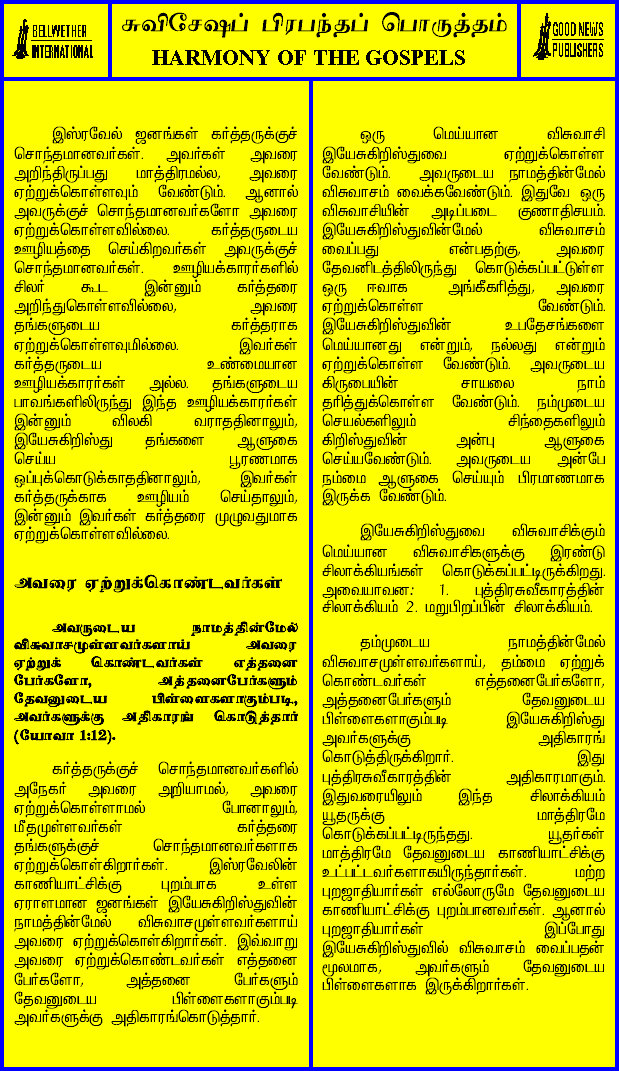 BELLWETHER
INTERNATIONAL
சுவிசேஷப் பிரபந்தப் பொருத்தம்
HARMONY OF THE GOSPELS
GOOD NEWS
PUBLISHERS
இஸ்ரவேல் ஜனங்கள் கர்த்தருக்குச்
சொந்தமானவர்கள். அவர்கள் அவரை
அறிந்திருப்பது மாத்திரமல்ல, அவரை
ஏற்றுக்கொள்ளவும் வேண்டும். ஆனால்
அவருக்குச் சொந்தமானவர்களோ அவரை
ஏற்றுக்கொள்ளவில்லை. கர்த்தருடைய
ஊழியத்தை செய்கிறவர்கள் அவருக்குச்
சொந்தமானவர்கள். ஊழியக்காரர்களில்
சிலர் கூட இன்னும் கர்த்தரை
அறிந்துகொள்ளவில்லை, அவரை
தங்களுடைய கர்த்தராக
ஏற்றுக்கொள்ளவுமில்லை. இவர்கள்
கர்த்தருடைய உண்மையான
ஊழியக்காரர்கள் அல்ல. தங்களுடைய
பாவங்களிலிருந்து இந்த ஊழியக்காரர்கள்
இன்னும் விலகி வராததினாலும்,
இயேசுகிறிஸ்து தங்களை ஆளுகை
செய்ய பூரணமாக
ஒப்புக்கொடுக்காததினாலும், இவர்கள்
கர்த்தருக்காக ஊழியம் செய்தாலும்,
இன்னும் இவர்கள் கர்த்தரை முழுவதுமாக
ஏற்றுக்கொள்ளவில்லை.
அவரை ஏற்றுக்கொண்டவர்கள்
அவருடைய நாமத்தின்மேல்
விசுவாசமுள்ளவர்களாய் அவரை
ஏற்றுக் கொண்டவர்கள் எத்தனை
பேர்களோ, அத்தனைபேர்களும்
தேவனுடைய பிள்ளைகளாகும்படி,
அவர்களுக்கு அதிகாரங் கொடுத்தார்
(யோவா 1:12).
கர்த்தருக்குச் சொந்தமானவர்களில்
அநேகர் அவரை அறியாமல், அவரை
ஏற்றுக்கொள்ளாமல் போனாலும்,
மீதமுள்ளவர்கள் கர்த்தரை
தங்களுக்குச் சொந்தமானவர்களாக
ஏற்றுக்கொள்கிறார்கள். இஸ்ரவேலின்
காணியாட்சிக்கு புறம்பாக உள்ள
ஏராளமான ஜனங்கள் இயேசுகிறிஸ்துவின்
நாமத்தின்மேல் விசுவாசமுள்ளவர்களாய்
அவரை ஏற்றுக்கொள்கிறார்கள். இவ்வாறு
அவரை ஏற்றுக்கொண்டவர்கள் எத்தனை
பேர்களோ, அத்தனை பேர்களும்
தேவனுடைய பிள்ளைகளாகும்படி
அவர்களுக்கு அதிகாரங்கொடுத்தார்.
ஒரு மெய்யான விசுவாசி
இயேசுகிறிஸ்துவை ஏற்றுக்கொள்ள
வேண்டும். அவருடைய நாமத்தின்மேல்
விசுவாசம் வைக்கவேண்டும். இதுவே ஒரு
விசுவாசியின் அடிப்படை குணாதிசயம்.
இயேசுகிறிஸ்துவின்மேல் விசுவாசம்
வைப்பது என்பதற்கு, அவரை
தேவனிடத்திலிருந்து கொடுக்கப்பட்டுள்ள
ஒரு ஈவாக அங்கீகரித்து, அவரை
ஏற்றுக்கொள்ள வேண்டும்.
இயேசுகிறிஸ்துவின் உபதேசங்களை
மெய்யானது என்றும், நல்லது என்றும்
ஏற்றுக்கொள்ள வேண்டும். அவருடைய
கிருபையின் சாயலை நாம்
தரித்துக்கொள்ள வேண்டும். நம்முடைய
செயல்களிலும் சிந்தைகளிலும்
கிறிஸ்துவின் அன்பு ஆளுகை
செய்யவேண்டும். அவருடைய அன்பே
நம்மை ஆளுகை செய்யும் பிரமாணமாக
இருக்க வேண்டும்.
இயேசுகிறிஸ்துவை விசுவாசிக்கும்
மெய்யான விசுவாசிகளுக்கு இரண்டு
சிலாக்கியங்கள் கொடுக்கப்பட்டிருக்கிறது.
அவையாவன: 1. புத்திரசுவீகாரத்தின்
சிலாக்கியம் 2. மறுபிறப்பின் சிலாக்கியம்.
தம்முடைய நாமத்தின்மேல்
விசுவாசமுள்ளவர்களாய், தம்மை ஏற்றுக்
கொண்டவர்கள் எத்தனைபேர்களோ,
அத்தனைபேர்களும் தேவனுடைய
பிள்ளைகளாகும்படி இயேசுகிறிஸ்து
அவர்களுக்கு அதிகாரங்
கொடுத்திருக்கிறார். இது
புத்திரசுவீகாரத்தின் அதிகாரமாகும்.
இதுவரையிலும் இந்த சிலாக்கியம்
யூதருக்கு மாத்திரமே
கொடுக்கப்பட்டிருந்தது. யூதர்கள்
மாத்திரமே தேவனுடைய காணியாட்சிக்கு
உட்பட்டவர்களாகயிருந்தார்கள். மற்ற
புறஜாதியார்கள் எல்லோருமே தேவனுடைய
காணியாட்சிக்கு புறம்பானவர்கள். ஆனால்
புறஜாதியார்கள் இப்போது
இயேசுகிறிஸ்துவில் விசுவாசம் வைப்பதன்
மூலமாக, அவர்களும் தேவனுடைய
பிள்ளைகளாக இருக்கிறார்கள்.